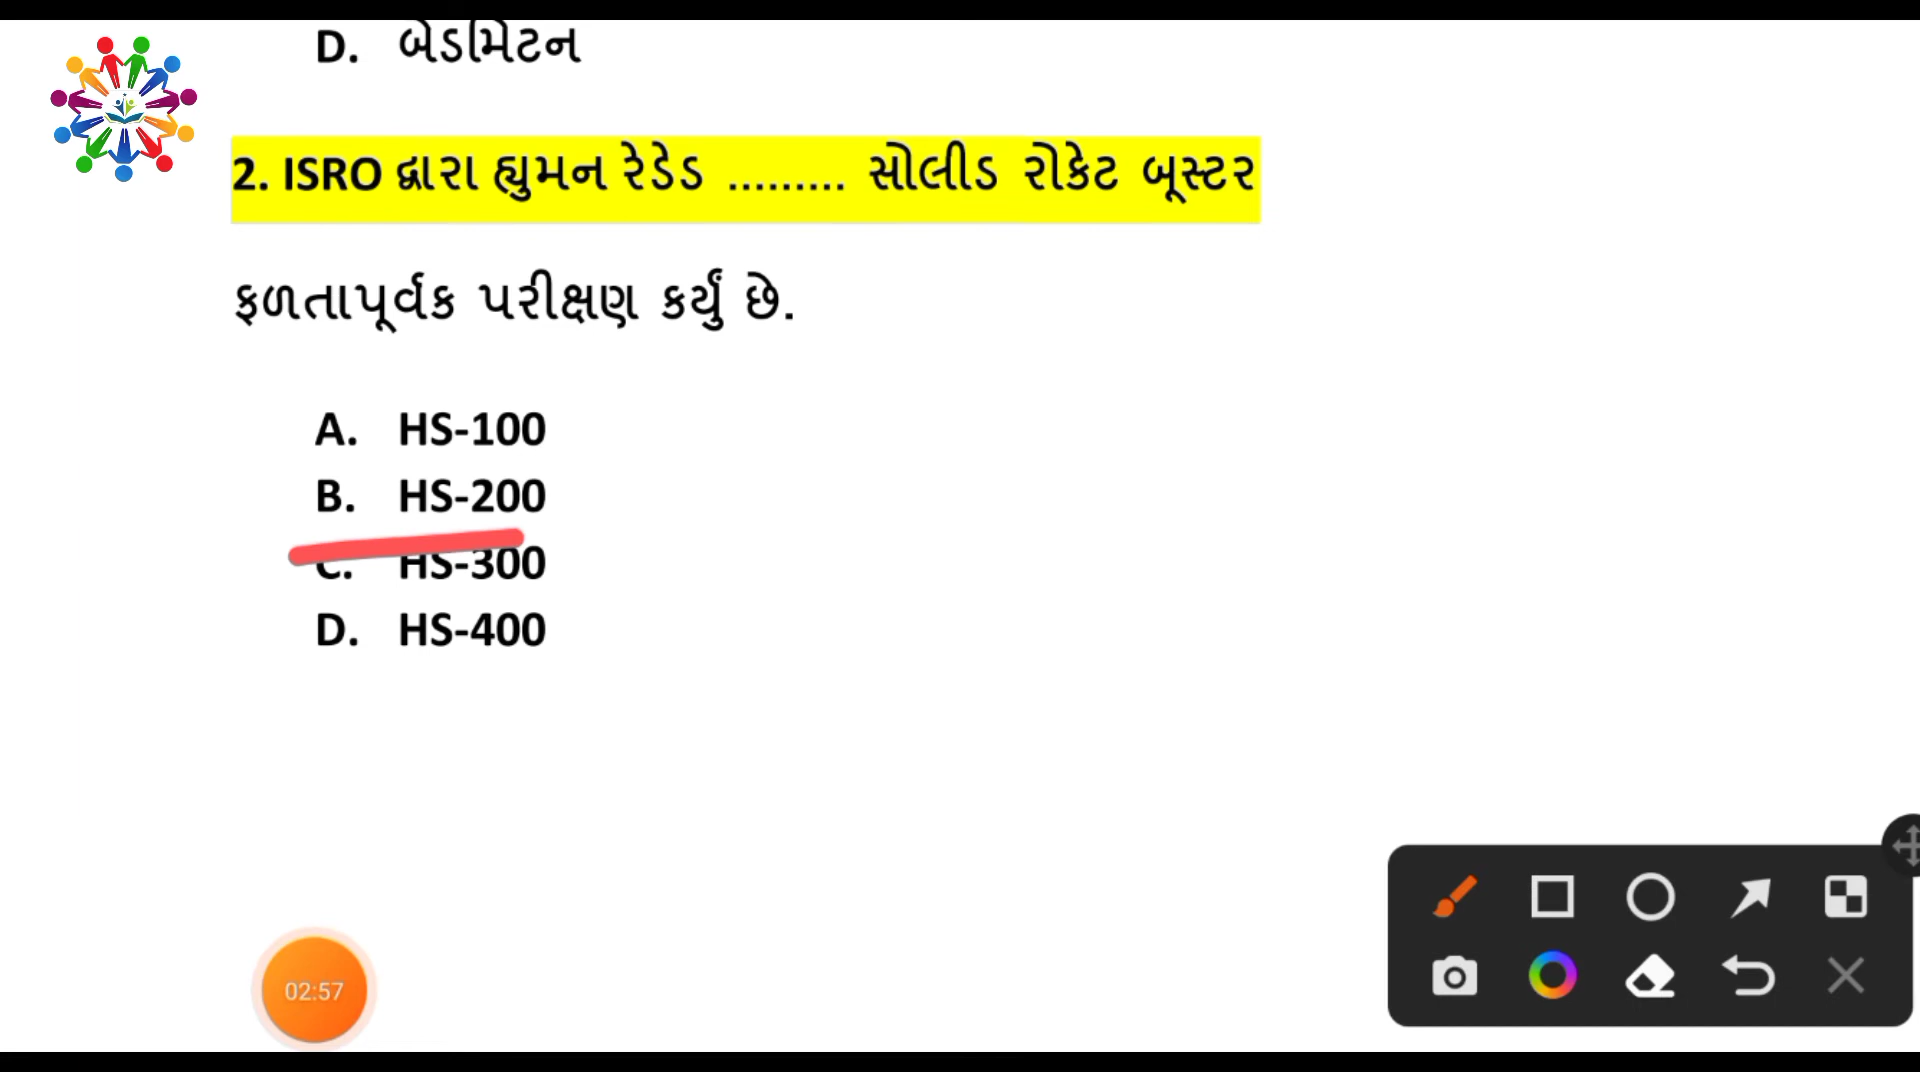 D. બેડમિટન
2. ISRO દ્વારા હ્યુમન રેડેડ ......... સોલીડ રોકેટ બૂસ્ટર
ફળતાપૂર્વક પરીક્ષણ કર્યું છે.
A. HS-100
B. HS-200
C. HS-300
D. HS-400
02:57